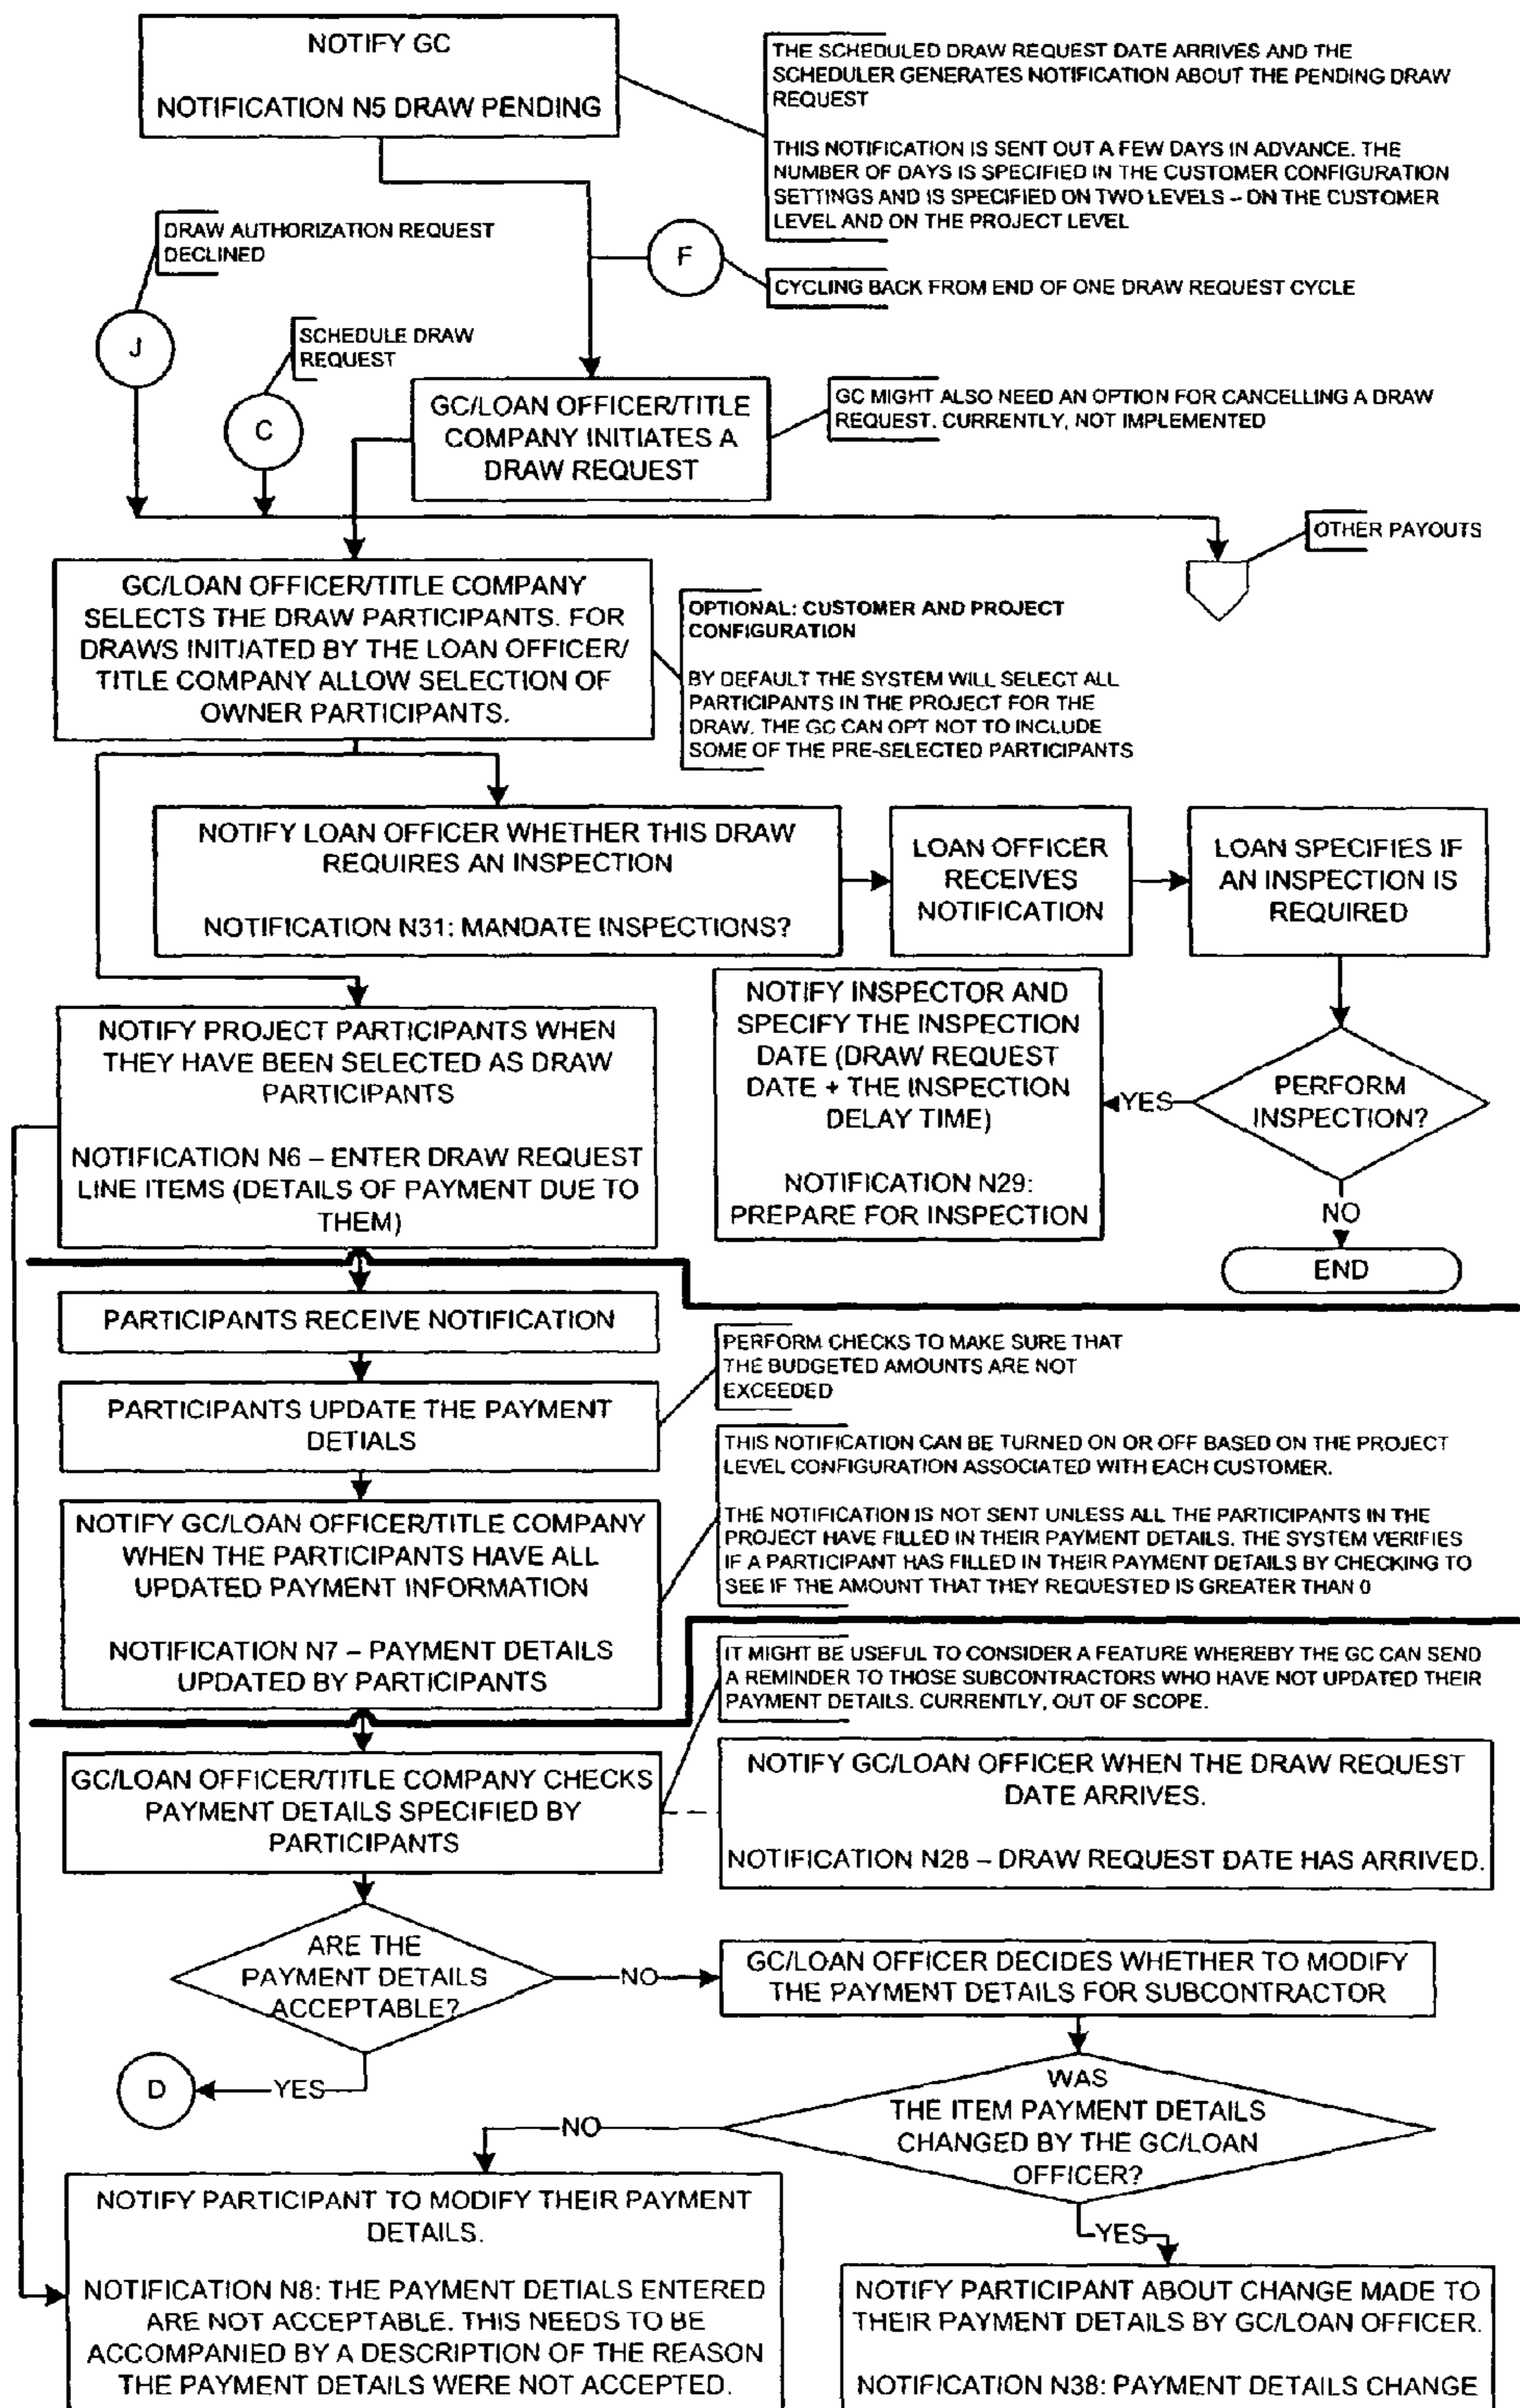 NOTIFY GC
NOTIFICATION N5 DRAW PENDING
THE SCHEDULED DRAW REQUEST DATE ARRIVES AND THE
SCHEDULER GENERATES NOTIFICATION ABOUT THE PENDING DRAW
REQUEST
THIS NOTIFICATION IS SENT OUT A FEW DAYS IN ADVANCE. THE
NUMBER OF DAYS IS SPECIFIED IN THE CUSTOMER CONFIGURATION
SETTINGS AND IS SPECIFIED ON TWO LEVELS – ON THE CUSTOMER
LEVEL AND ON THE PROJECT LEVEL
DRAW AUTHORIZATION REQUEST
DECLINED
F
CYCLING BACK FROM END OF ONE DRAW REQUEST CYCLE
J
SCHEDULE DRAW
REQUEST
C
GC/LOAN OFFICER/TITLE
COMPANY INITIATES A
DRAW REQUEST
GC MIGHT ALSO NEED AN OPTION FOR CANCELLING A DRAW
REQUEST. CURRENTLY, NOT IMPLEMENTED
OTHER PAYOUTS
GC/LOAN OFFICER/TITLE COMPANY
SELECTS THE DRAW PARTICIPANTS. FOR
DRAWS INITIATED BY THE LOAN OFFICER/
TITLE COMPANY ALLOW SELECTION OF
OWNER PARTICIPANTS.
OPTIONAL: CUSTOMER AND PROJECT
CONFIGURATION
BY DEFAULT THE SYSTEM WILL SELECT ALL
PARTICIPANTS IN THE PROJECT FOR THE
DRAW. THE GC CAN OPT NOT TO INCLUDE
SOME OF THE PRE-SELECTED PARTICIPANTS
NOTIFY LOAN OFFICER WHETHER THIS DRAW
REQUIRES AN INSPECTION
NOTIFICATION N31: MANDATE INSPECTIONS?
LOAN OFFICER
RECEIVES
NOTIFICATION
LOAN SPECIFIES IF
AN INSPECTION IS
REQUIRED
NOTIFY PROJECT PARTICIPANTS WHEN
THEY HAVE BEEN SELECTED AS DRAW
PARTICIPANTS
NOTIFICATION N6 – ENTER DRAW REQUEST
LINE ITEMS (DETAILS OF PAYMENT DUE TO
THEM)
NOTIFY INSPECTOR AND
SPECIFY THE INSPECTION
DATE (DRAW REQUEST
DATE + THE INSPECTION
DELAY TIME)
NOTIFICATION N29:
PREPARE FOR INSPECTION
YES
PERFORM
INSPECTION?
NO
END
PARTICIPANTS RECEIVE NOTIFICATION
PARTICIPANTS UPDATE THE PAYMENT
DETIALS
PERFORM CHECKS TO MAKE SURE THAT
THE BUDGETED AMOUNTS ARE NOT
EXCEEDED
NOTIFY GC/LOAN OFFICER/TITLE COMPANY
WHEN THE PARTICIPANTS HAVE ALL
UPDATED PAYMENT INFORMATION
NOTIFICATION N7 – PAYMENT DETAILS
UPDATED BY PARTICIPANTS
THIS NOTIFICATION CAN BE TURNED ON OR OFF BASED ON THE PROJECT
LEVEL CONFIGURATION ASSOCIATED WITH EACH CUSTOMER.
THE NOTIFICATION IS NOT SENT UNLESS ALL THE PARTICIPANTS IN THE
PROJECT HAVE FILLED IN THEIR PAYMENT DETAILS. THE SYSTEM VERIFIES
IF A PARTICIPANT HAS FILLED IN THEIR PAYMENT DETAILS BY CHECKING TO
SEE IF THE AMOUNT THAT THEY REQUESTED IS GREATER THAN 0
IT MIGHT BE USEFUL TO CONSIDER A FEATURE WHEREBY THE GC CAN SEND
A REMINDER TO THOSE SUBCONTRACTORS WHO HAVE NOT UPDATED THEIR
PAYMENT DETAILS. CURRENTLY, OUT OF SCOPE.
GC/LOAN OFFICER/TITLE COMPANY CHECKS
PAYMENT DETAILS SPECIFIED BY
PARTICIPANTS
NOTIFY GC/LOAN OFFICER WHEN THE DRAW REQUEST
DATE ARRIVES.
NOTIFICATION N28 – DRAW REQUEST DATE HAS ARRIVED.
ARE THE
PAYMENT DETAILS
ACCEPTABLE?
NO
GC/LOAN OFFICER DECIDES WHETHER TO MODIFY
THE PAYMENT DETAILS FOR SUBCONTRACTOR
D
YES
WAS
THE ITEM PAYMENT DETAILS
CHANGED BY THE GC/LOAN
OFFICER?
NO
YES
NOTIFY PARTICIPANT TO MODIFY THEIR PAYMENT
DETAILS.
NOTIFICATION N8: THE PAYMENT DETIALS ENTERED
ARE NOT ACCEPTABLE. THIS NEEDS TO BE
ACCOMPANIED BY A DESCRIPTION OF THE REASON
THE PAYMENT DETAILS WERE NOT ACCEPTED.
NOTIFY PARTICIPANT ABOUT CHANGE MADE TO
THEIR PAYMENT DETAILS BY GC/LOAN OFFICER.
NOTIFICATION N38: PAYMENT DETAILS CHANGE